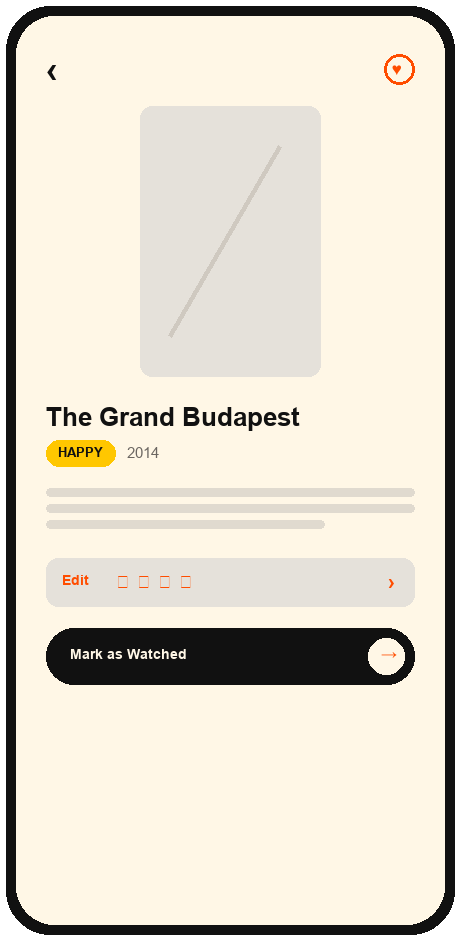 The Grand Budapest
HAPPY 2014
Edit
Mark as Watched